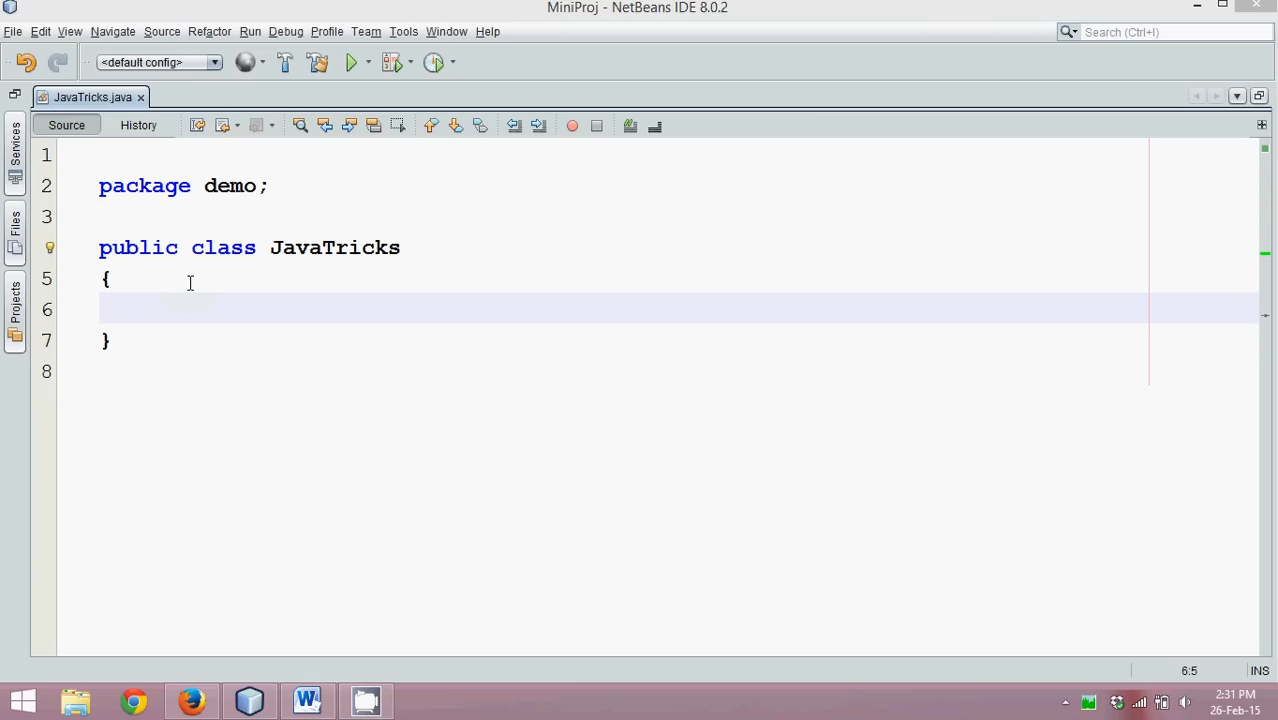 MiniProj - NetBeans IDE 8.0.2
File Edit View Navigate Source Refactor Run Debug Profile Team Tools Window Help
Search (Ctrl+I)
<default config>
JavaTricks.java
Source History
Services
Files
Projects
1
2 package demo;
3
public class JavaTricks
5 {
6
7 }
8
6:5 INS
2:31 PM
26-Feb-15